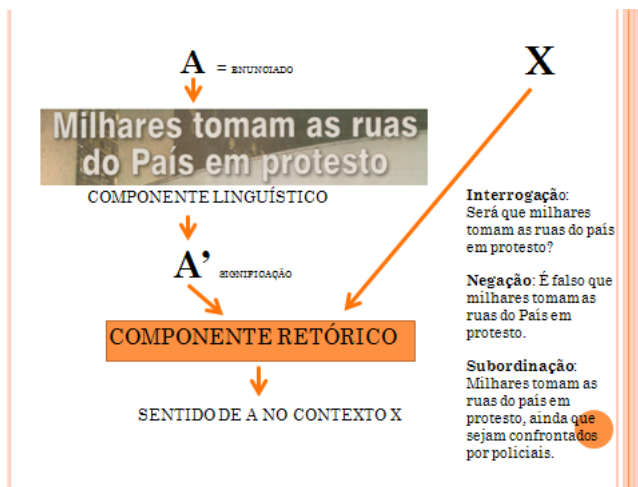 A = ENUNCIADO
Milhares tomam as ruas
do País em protesto
COMPONENTE LINGUÍSTICO
A' SIGNIFICAÇÃO
COMPONENTE RETÓRICO
SENTIDO DE A NO CONTEXTO X
X
Interrogação:
Será que milhares
tomam as ruas do país
em protesto?
Negação: É falso que
milhares tomam as
ruas do País em
protesto.
Subordinação:
Milhares tomam as
ruas do país em
protesto, ainda que
sejam confrontados
por policiais.